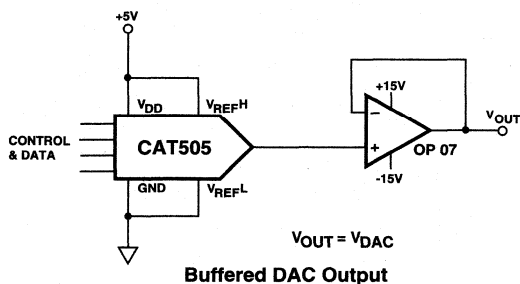 +5V
VDD VREFH
+15V
CONTROL
& DATA
CAT505
−
+
VOUT
OP 07
GND VREFL
-15V
VOUT = VDAC
Buffered DAC Output